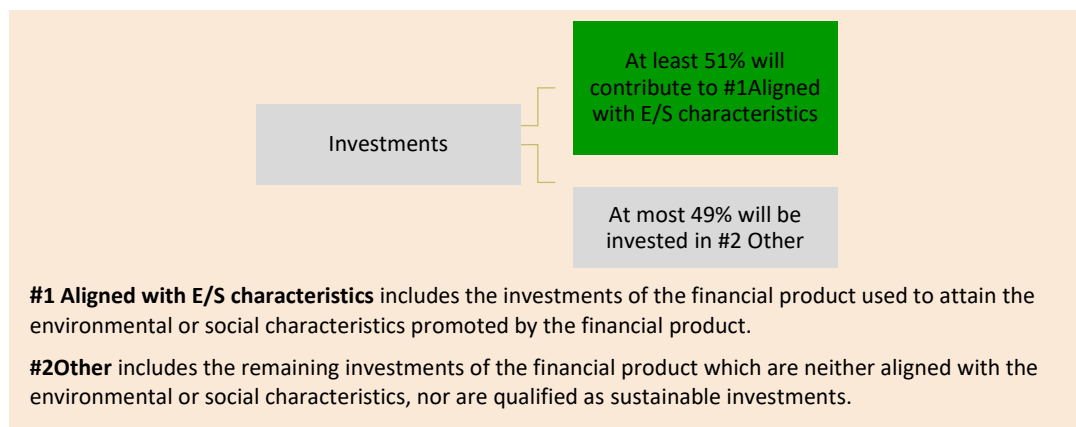 At least 51% will
contribute to #1Aligned
with E/S characteristics
Investments
At most 49% will be
invested in #2 Other
#1 Aligned with E/S characteristics includes the investments of the financial product used to attain the
environmental or social characteristics promoted by the financial product.
#2Other includes the remaining investments of the financial product which are neither aligned with the
environmental or social characteristics, nor are qualified as sustainable investments.